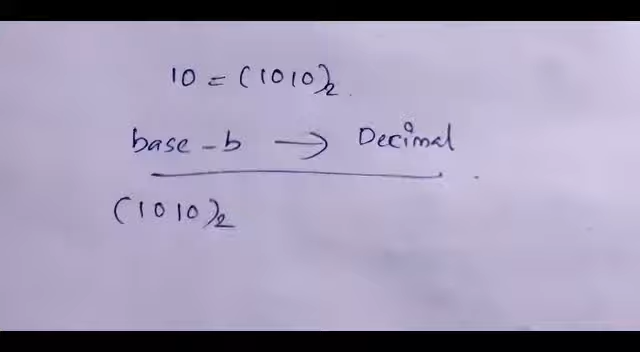 10 = (1010)₂
base - b → Decimal
(1010)₂